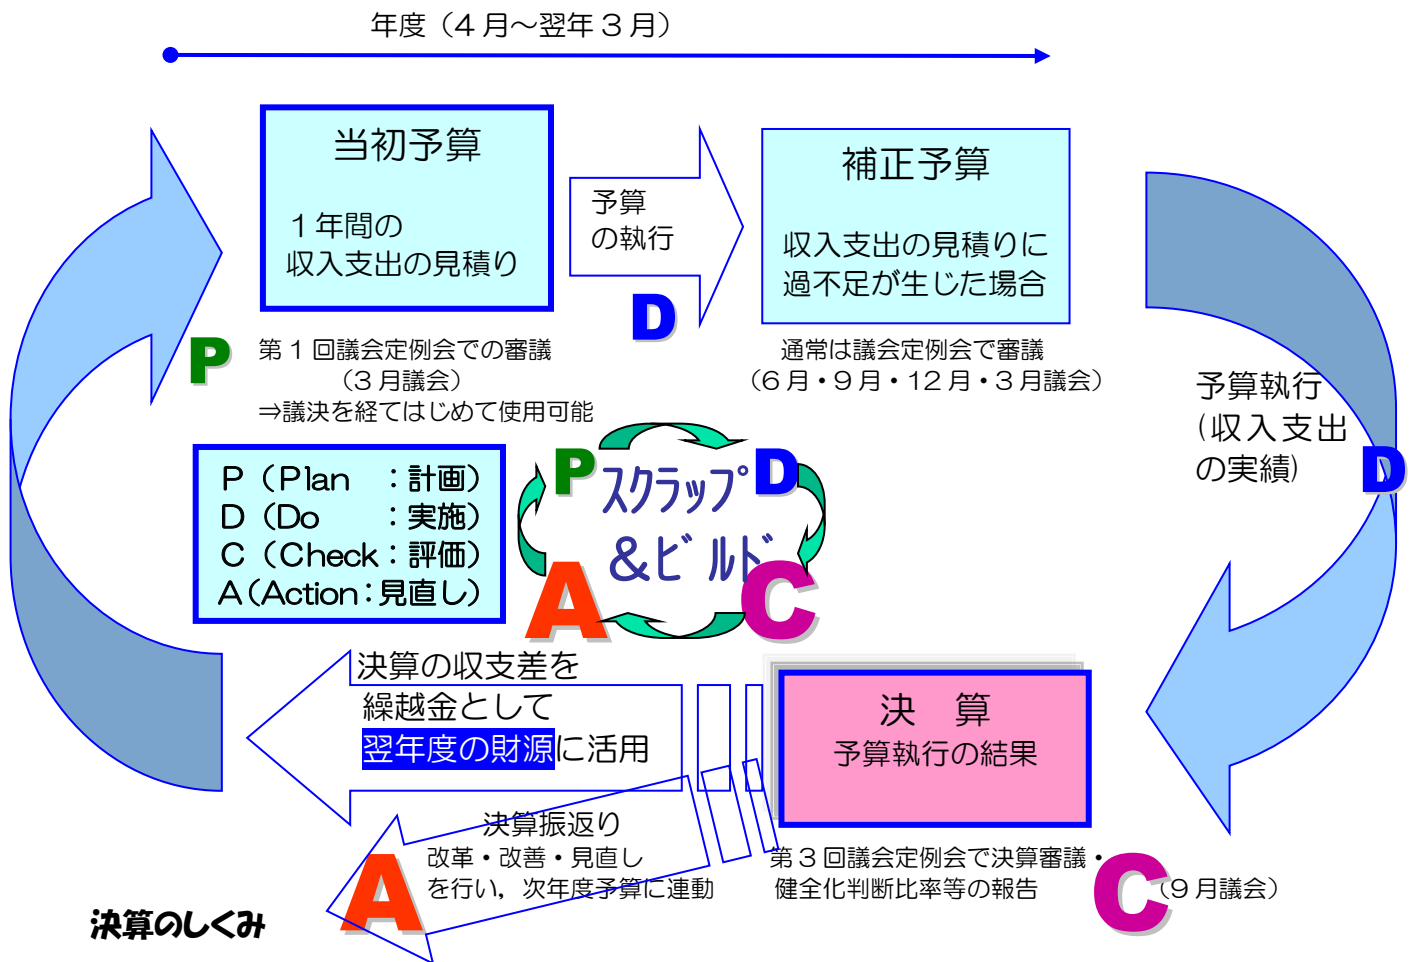 年度（４月～翌年３月）
当初予算
１年間の
収入支出の見積り
予算
の執行
D
補正予算
収入支出の見積りに
過不足が生じた場合
P
第１回議会定例会での審議
（３月議会）
⇒議決を経てはじめて使用可能
通常は議会定例会で審議
（６月・９月・１２月・３月議会）
予算執行
(収入支出
の実績)
D
P（Plan　：計画）
D（Do　　：実施）
C（Check：評価）
A（Action：見直し）
P
D
スクラップ
&ビルド
A
C
決算の収支差を
繰越金として
翌年度の財源に活用
決　算
予算執行の結果
決算振返り
改革・改善・見直し
を行い，次年度予算に連動
A
第３回議会定例会で決算審議・
健全化判断比率等の報告
C
（９月議会）
決算のしくみ